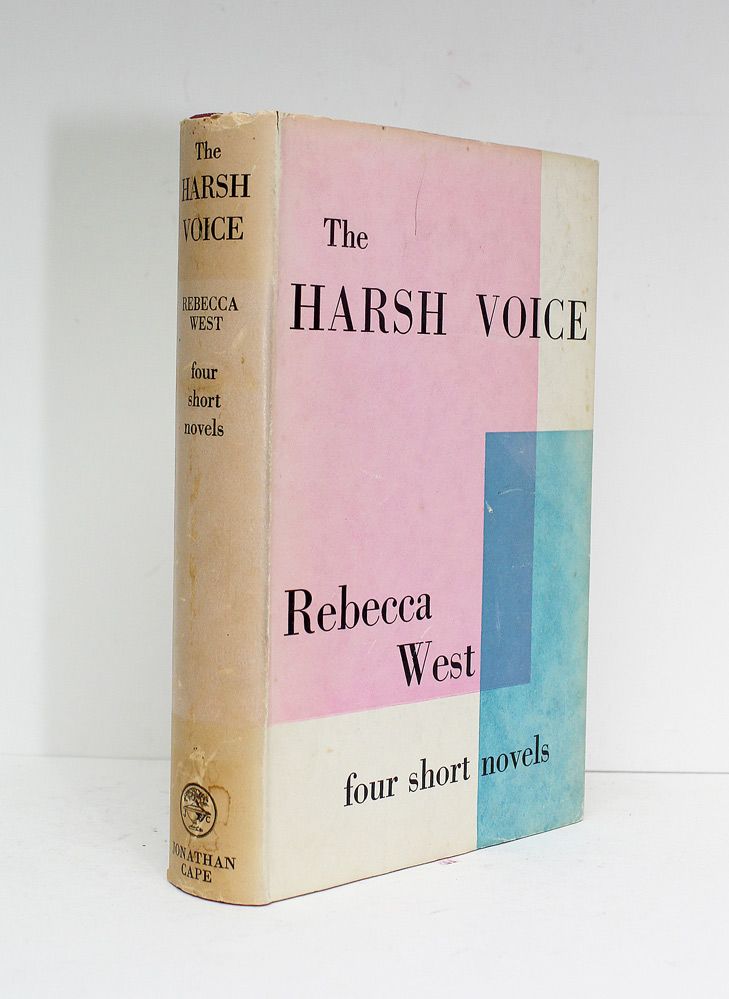 The
HARSH
VOICE
REBECCA
WEST
four
short
novels
J C
JONATHAN
CAPE
The
HARSH VOICE
Rebecca
West
four short novels